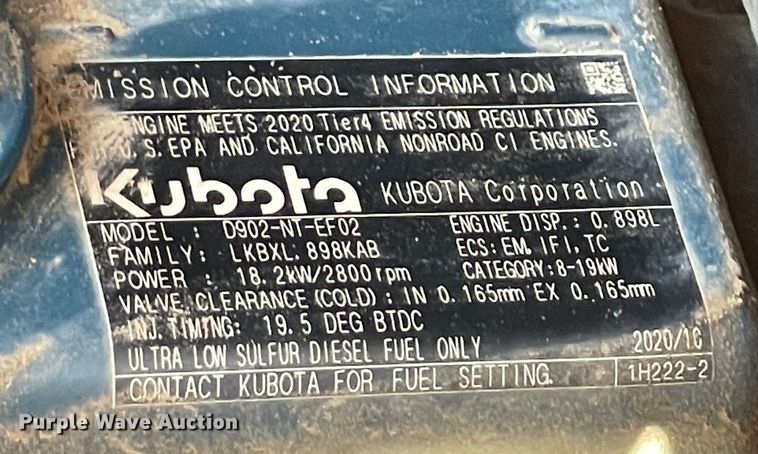 MISSION CONTROL INFORMATION
ENGINE MEETS 2020 Tier4 EMISSION REGULATIONS
U.S.EPA AND CALIFORNIA NONROAD CI ENGINES.
Kubota KUBOTA Corporation
MODEL : D902-NT-EF02 ENGINE DISP.: 0.898L
FAMILY: LKBXL.898KAB ECS: EM, IFI, TC
POWER : 18.2kW/2800rpm CATEGORY:8-19kW
VALVE CLEARANCE (COLD) : IN 0.165mm EX 0.165mm
INJ.TIMING: 19.5 DEG BTDC
ULTRA LOW SULFUR DIESEL FUEL ONLY 2020/
CONTACT KUBOTA FOR FUEL SETTING. 1H222-2
Purple Wave Auction